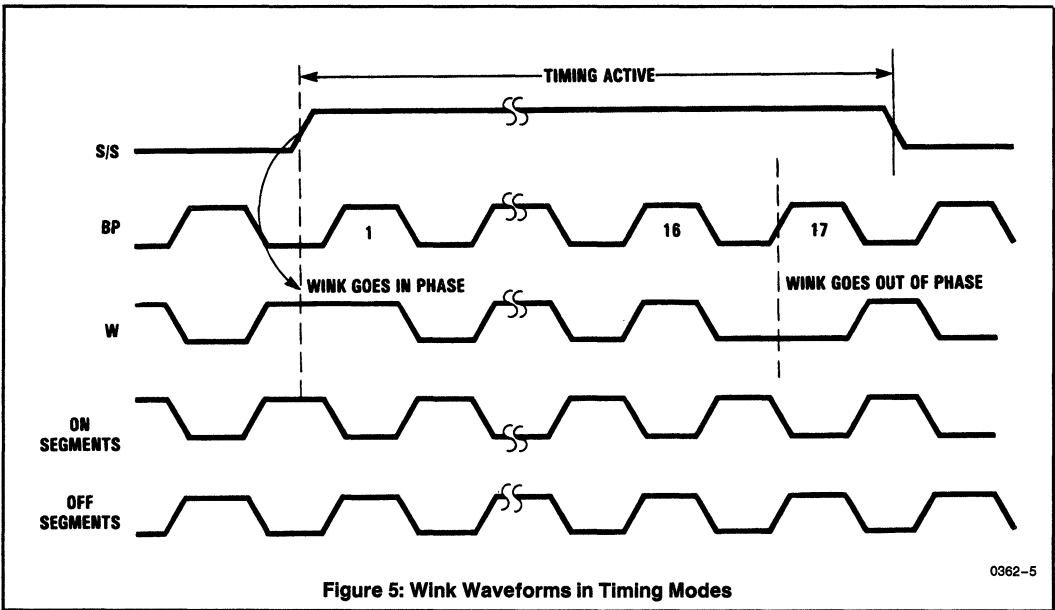 TIMING ACTIVE
S/S
BP
1
16
17
WINK GOES IN PHASE
WINK GOES OUT OF PHASE
W
ON
SEGMENTS
OFF
SEGMENTS
0362–5
Figure 5: Wink Waveforms in Timing Modes